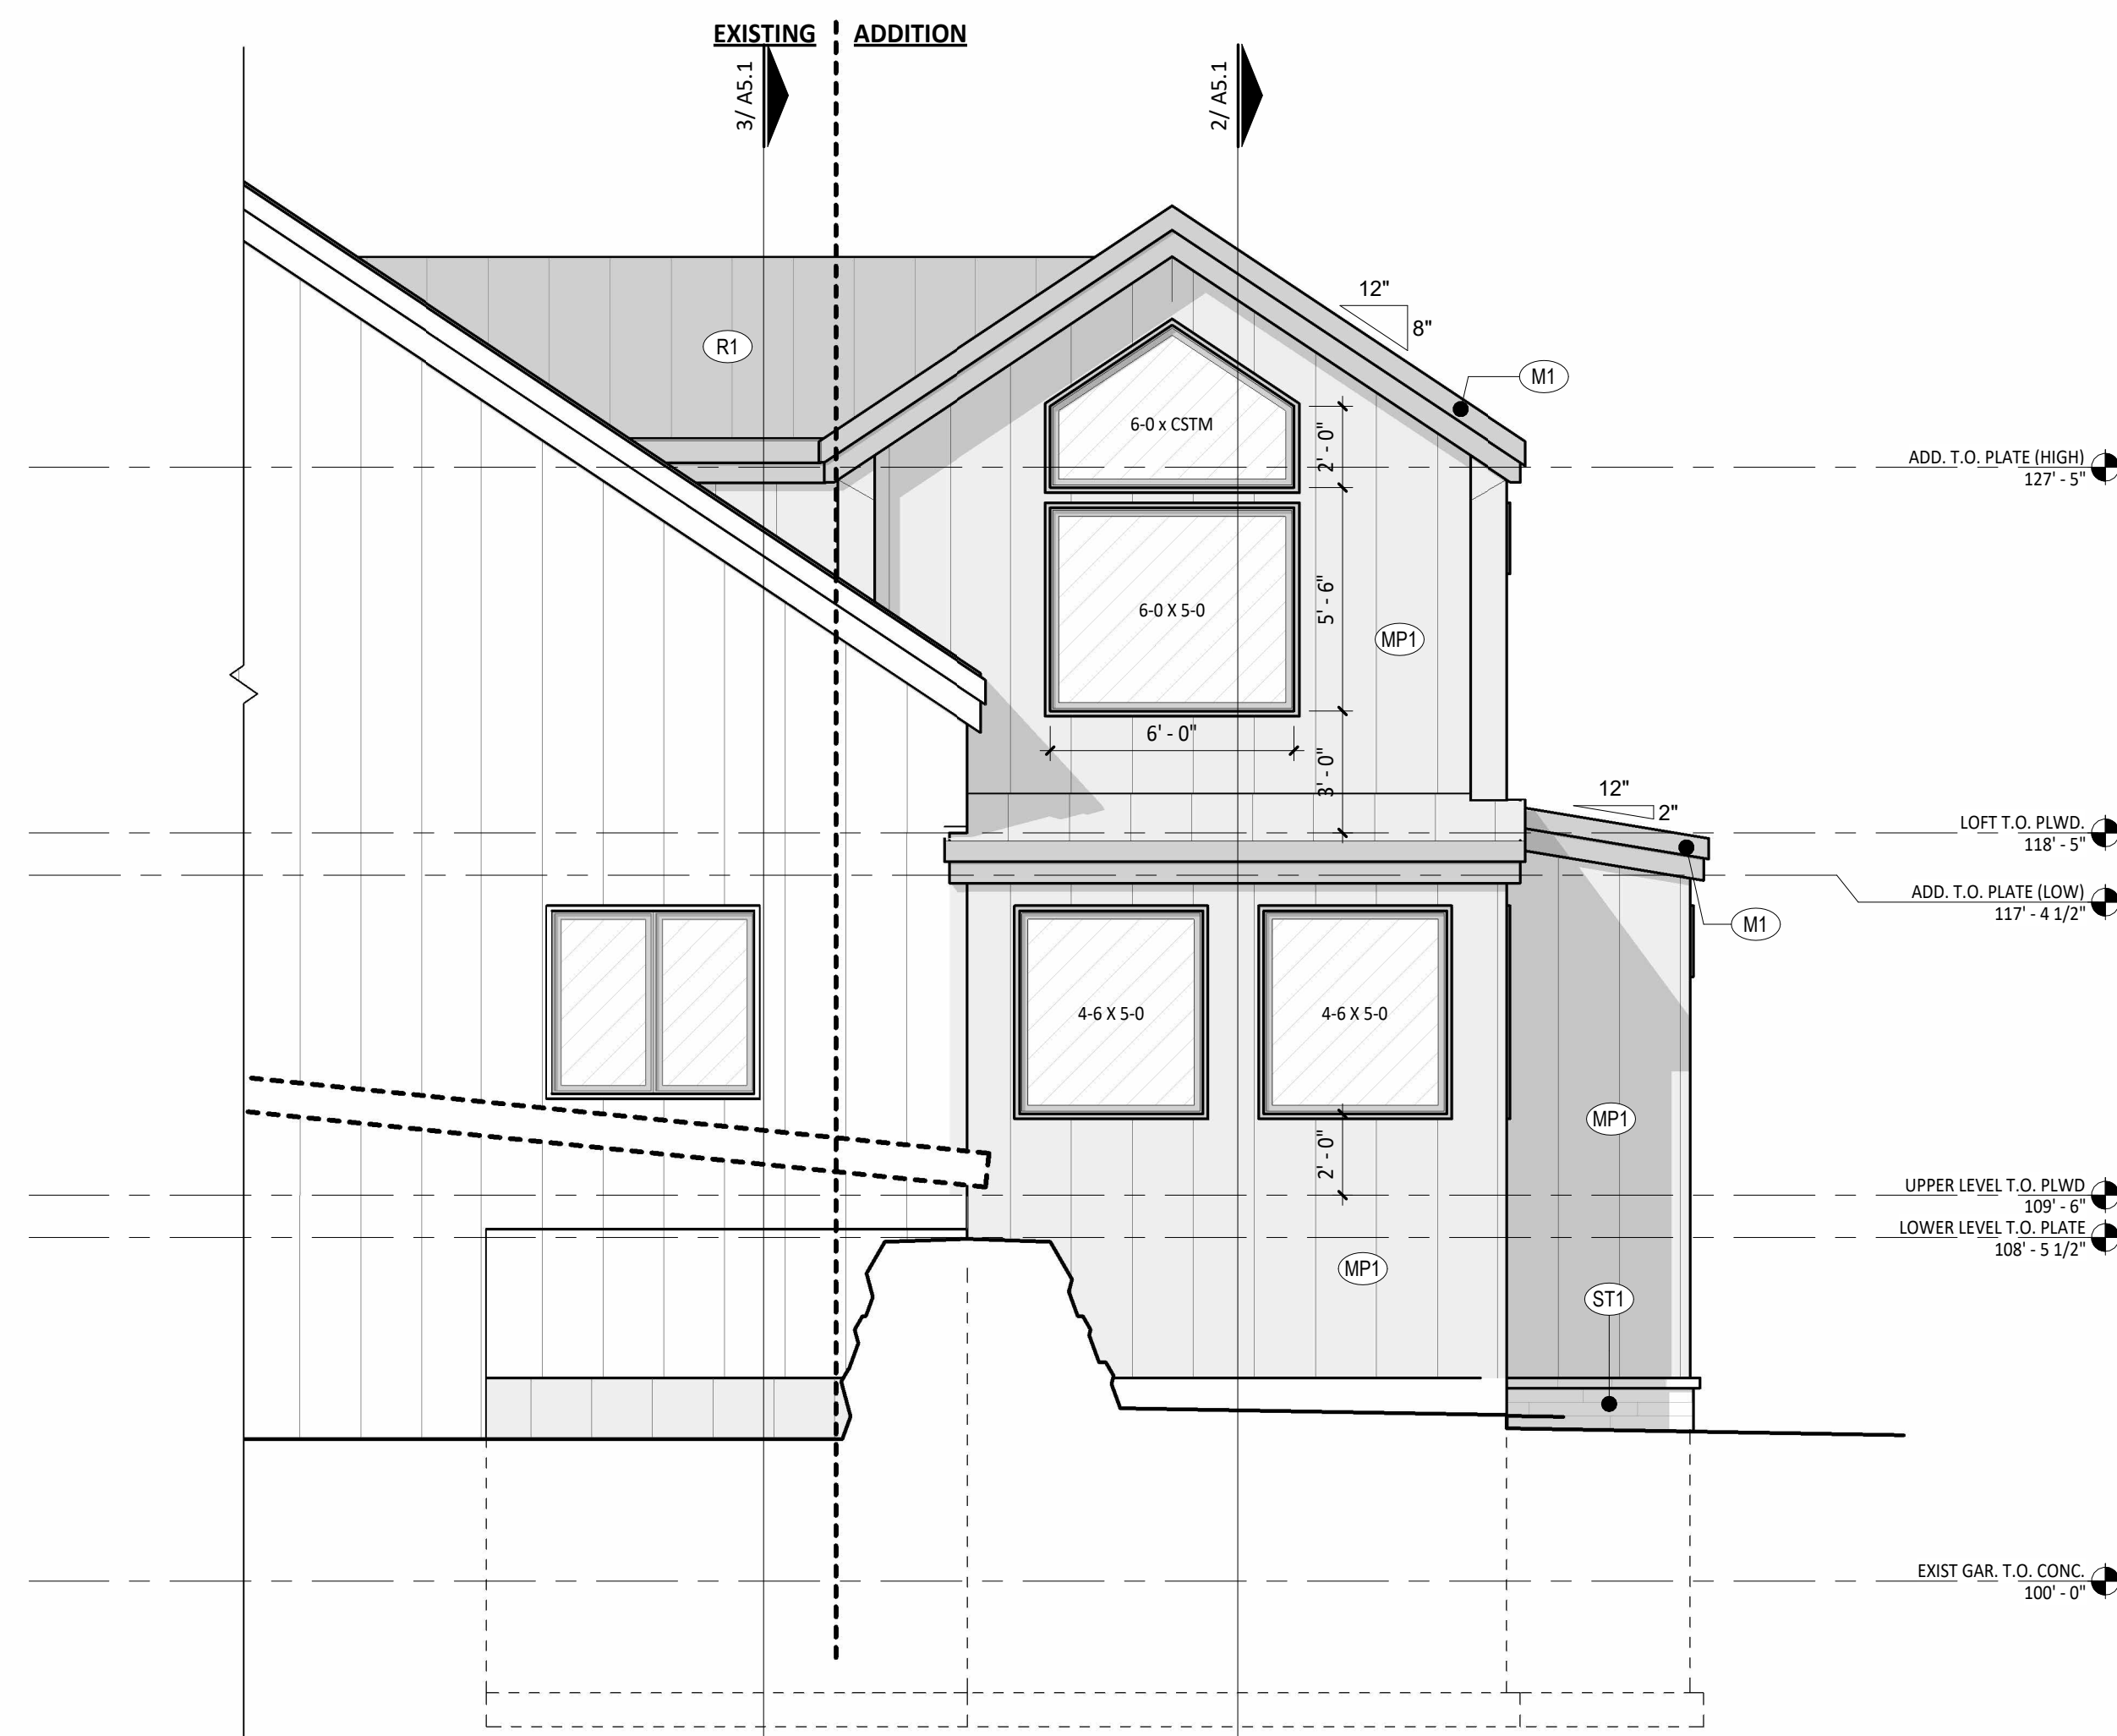 EXISTING
ADDITION
3/ A5.1
2/ A5.1
12"
8"
R1
M1
6-0 x CSTM
2' - 0"
ADD. T.O. PLATE (HIGH)
127' - 5"
6-0 X 5-0
5' - 6"
MP1
6' - 0"
3' - 0"
12"
2"
LOFT T.O. PLWD.
118' - 5"
ADD. T.O. PLATE (LOW)
117' - 4 1/2"
M1
4-6 X 5-0
4-6 X 5-0
MP1
2' - 0"
UPPER LEVEL T.O. PLWD
109' - 6"
LOWER LEVEL T.O. PLATE
108' - 5 1/2"
MP1
ST1
EXIST GAR. T.O. CONC.
100' - 0"